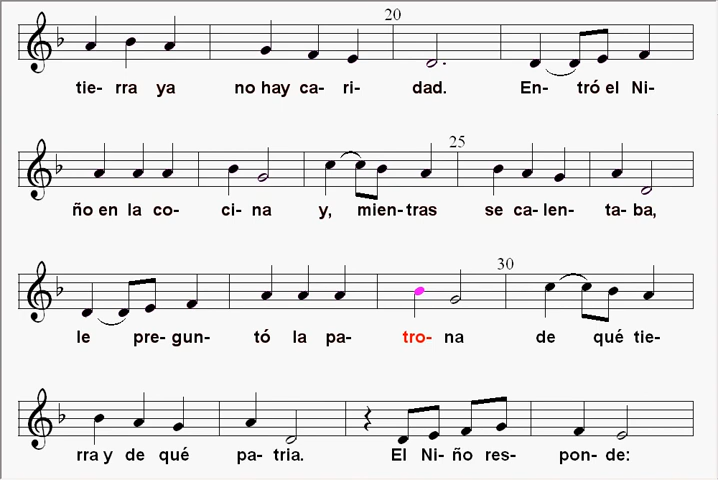 20
tie- rra ya no hay ca- ri- dad. En- tró el Ni-
25
ño en la co- ci- na y, mien- tras se ca- len- ta- ba,
30
le pre- gun- tó la pa- tro- na de qué tie-
rra y de qué pa- tria. El Ni- ño res- pon- de: